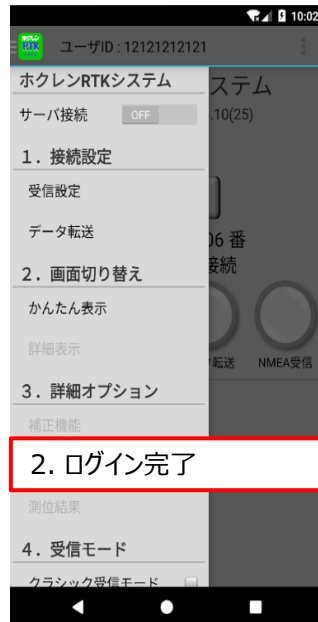 10:02
ホクレン
RTK
ユーザID : 12121212121
ホクレンRTKシステム
ステム
サーバ接続 OFF
.10(25)
1．接続設定
受信設定
データ転送
06 番
接続
2．画面切り替え
かんたん表示
詳細表示
転送 NMEA受信
3．詳細オプション
補正機能
2. ログイン完了
測位結果
4．受信モード
クラシック受信モード